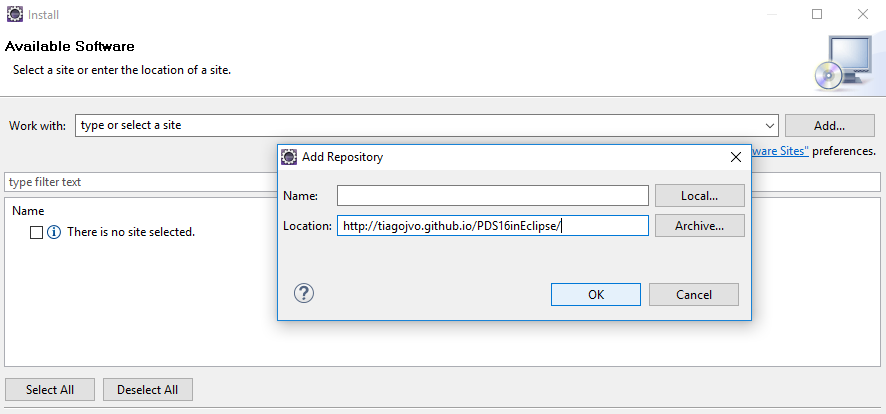 Install
Available Software
Select a site or enter the location of a site.
Work with: type or select a site Add...
ware Sites" preferences.
type filter text
Name
There is no site selected.
Add Repository
Name: Local...
Location: http://tiagojvo.github.io/PDS16inEclipse/ Archive...
? OK Cancel
Select All Deselect All